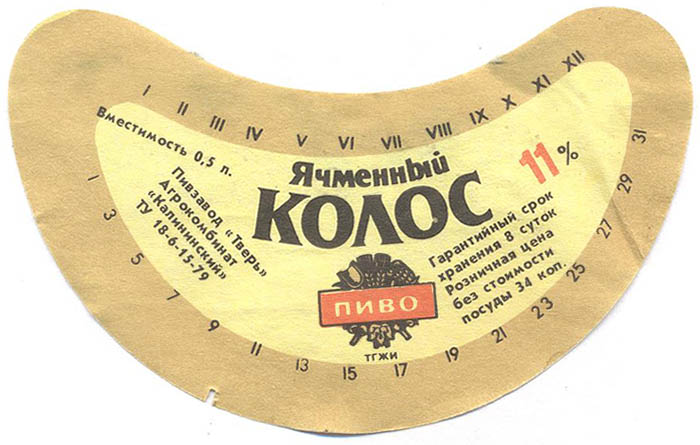 I II III IV V VI VII VIII IX X XI XII
Вместимость 0,5 л.
Пивзавод «Тверь»
Агрокомбинат
«Калининский»
ТУ 18-6-15-79
Ячменный
КОЛОС
11%
ПИВО
ТГЖИ
Гарантийный срок
хранения 8 суток
Розничная цена
без стоимости
посуды 34 коп.
1 3 5 7 9 11 13 15 17 19 21 23 25 27 29 31